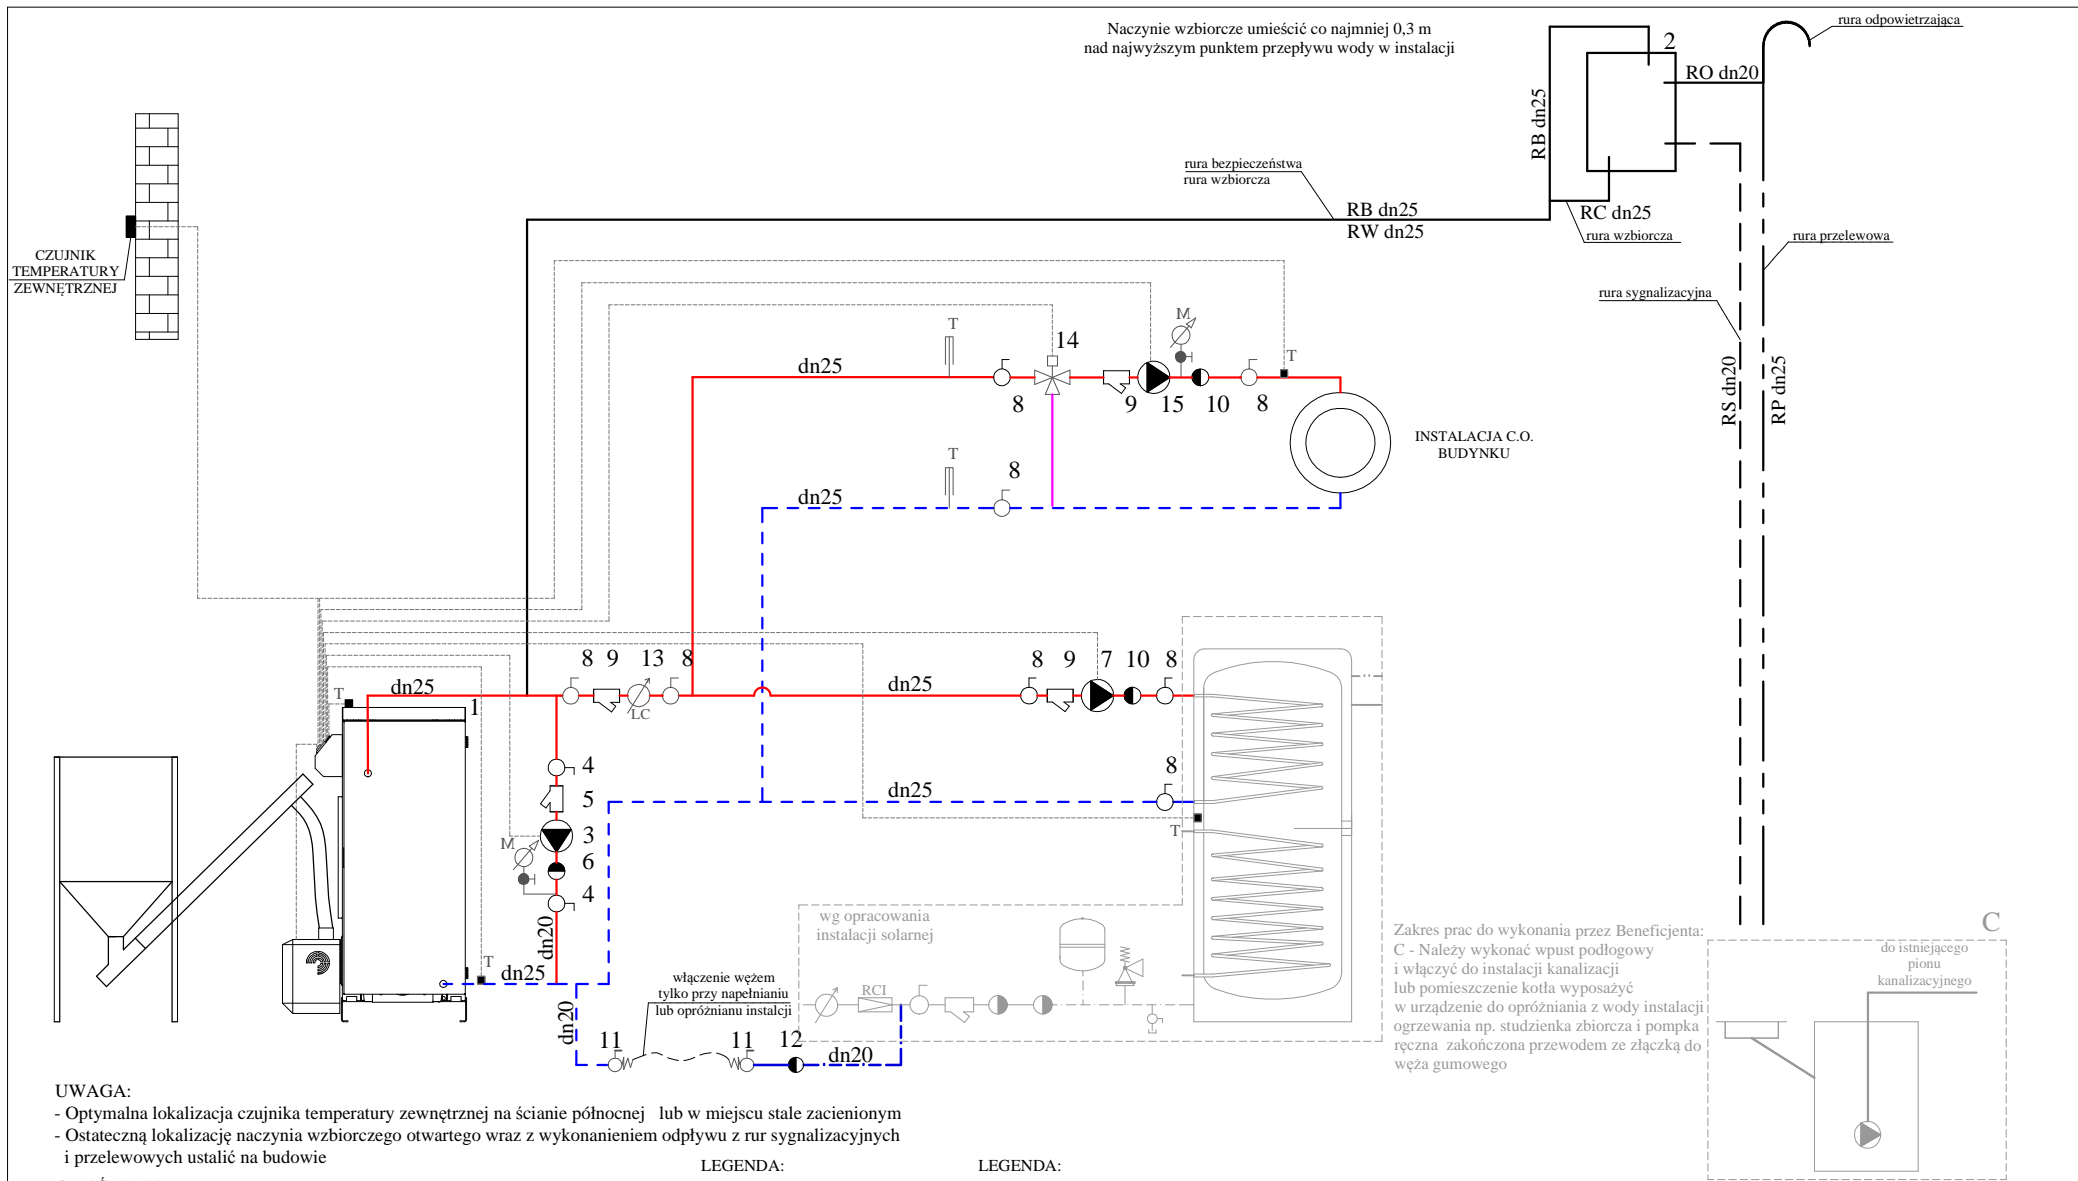 Naczynie wzbiorcze umieścić co najmniej 0,3 m
nad najwyższym punktem przepływu wody w instalacji
rura odpowietrzająca
2
RO dn20
RB dn25
rura bezpieczeństwa
rura wzbiorcza
RB dn25
RW dn25
RC dn25
rura wzbiorcza
rura przelewowa
rura sygnalizacyjna
RS dn20
RP dn25
CZUJNIK
TEMPERATURY
ZEWNĘTRZNEJ
T
14
M
T
dn25
8
9
15
10
8
INSTALACJA C.O.
BUDYNKU
T
8
dn25
8
9
13
8
8
9
7
10
8
T
dn25
LC
dn25
1
4
5
3
M
6
4
dn20
8
dn25
T
T
dn25
dn20
włączenie wężem
tylko przy napełnianiu
lub opróżnianu instalcji
11
11
12
dn20
wg opracowania
instalacji solarnej
RCI
Zakres prac do wykonania przez Beneficjenta:
C - Należy wykonać wpust podłogowy
i włączyć do instalacji kanalizacji
lub pomieszczenie kotła wyposażyć
w urządzenie do opróżniania z wody instalacji
ogrzewania np. studzienka zbiorcza i pompka
ręczna zakończona przewodem ze złączką do
węża gumowego
C
do istniejącego
pionu
kanalizacyjnego
UWAGA:
- Optymalna lokalizacja czujnika temperatury zewnętrznej na ścianie północnej lub w miejscu stale zacienionym
- Ostateczną lokalizację naczynia wzbiorczego otwartego wraz z wykonanieniem odpływu z rur sygnalizacyjnych
i przelewowych ustalić na budowie
LEGENDA:
LEGENDA: